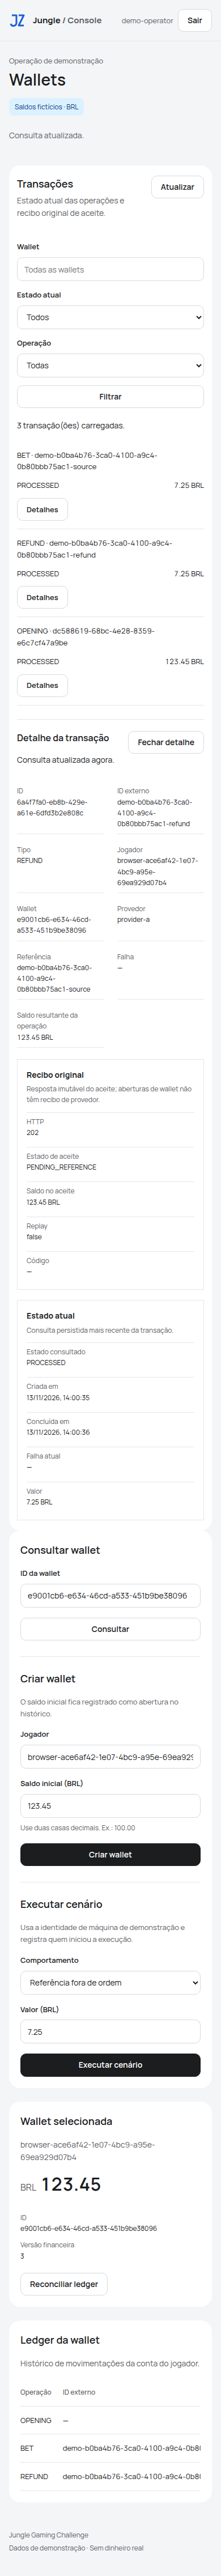 JZ Jungle / Console demo-operator Sair
Operação de demonstração
Wallets
Saldos fictícios · BRL
Consulta atualizada.
Transações
Atualizar
Estado atual das operações e
recibo original de aceite.
Wallet
Todas as wallets
Estado atual
Todos
Operação
Todas
Filtrar
3 transação(ões) carregadas.
BET · demo-b0ba4b76-3ca0-4100-a9c4-
0b80bbb75ac1-source
PROCESSED 7.25 BRL
Detalhes
REFUND · demo-b0ba4b76-3ca0-4100-a9c4-
0b80bbb75ac1-refund
PROCESSED 7.25 BRL
Detalhes
OPENING · dc588619-68bc-4e28-8359-
e6c7cf47a9be
PROCESSED 123.45 BRL
Detalhes
Detalhe da transação
Fechar detalhe
Consulta atualizada agora.
ID
6a4f7fa0-eb8b-429e-
a61e-6dfd3b2e808c
ID externo
demo-b0ba4b76-3ca0-
4100-a9c4-
0b80bbb75ac1-refund
Tipo
REFUND
Jogador
browser-ace6af42-1e07-
4bc9-a95e-
69ea929d07b4
Wallet
e9001cb6-e634-46cd-
a533-451b9be38096
Provedor
provider-a
Referência
demo-b0ba4b76-3ca0-
4100-a9c4-
0b80bbb75ac1-source
Falha
—
Saldo resultante da
operação
123.45 BRL
Recibo original
Resposta imutável do aceite; aberturas de wallet não
têm recibo de provedor.
HTTP
202
Estado de aceite
PENDING_REFERENCE
Saldo no aceite
123.45 BRL
Replay
false
Código
—
Estado atual
Consulta persistida mais recente da transação.
Estado consultado
PROCESSED
Criada em
13/11/2026, 14:00:35
Concluída em
13/11/2026, 14:00:36
Falha atual
—
Valor
7.25 BRL
Consultar wallet
ID da wallet
e9001cb6-e634-46cd-a533-451b9be38096
Consultar
Criar wallet
O saldo inicial fica registrado como abertura no
histórico.
Jogador
browser-ace6af42-1e07-4bc9-a95e-69ea929
Saldo inicial (BRL)
123.45
Use duas casas decimais. Ex.: 100.00
Criar wallet
Executar cenário
Usa a identidade de máquina de demonstração e
registra quem iniciou a execução.
Comportamento
Referência fora de ordem
Valor (BRL)
7.25
Executar cenário
Wallet selecionada
browser-ace6af42-1e07-4bc9-a95e-
69ea929d07b4
BRL 123.45
ID
e9001cb6-e634-46cd-a533-451b9be38096
Versão financeira
3
Reconciliar ledger
Ledger da wallet
Histórico de movimentações da conta do jogador.
Operação ID externo
OPENING —
BET demo-b0ba4b76-3ca0-4100-a9c4-0b8
REFUND demo-b0ba4b76-3ca0-4100-a9c4-0b8
Jungle Gaming Challenge
Dados de demonstração · Sem dinheiro real